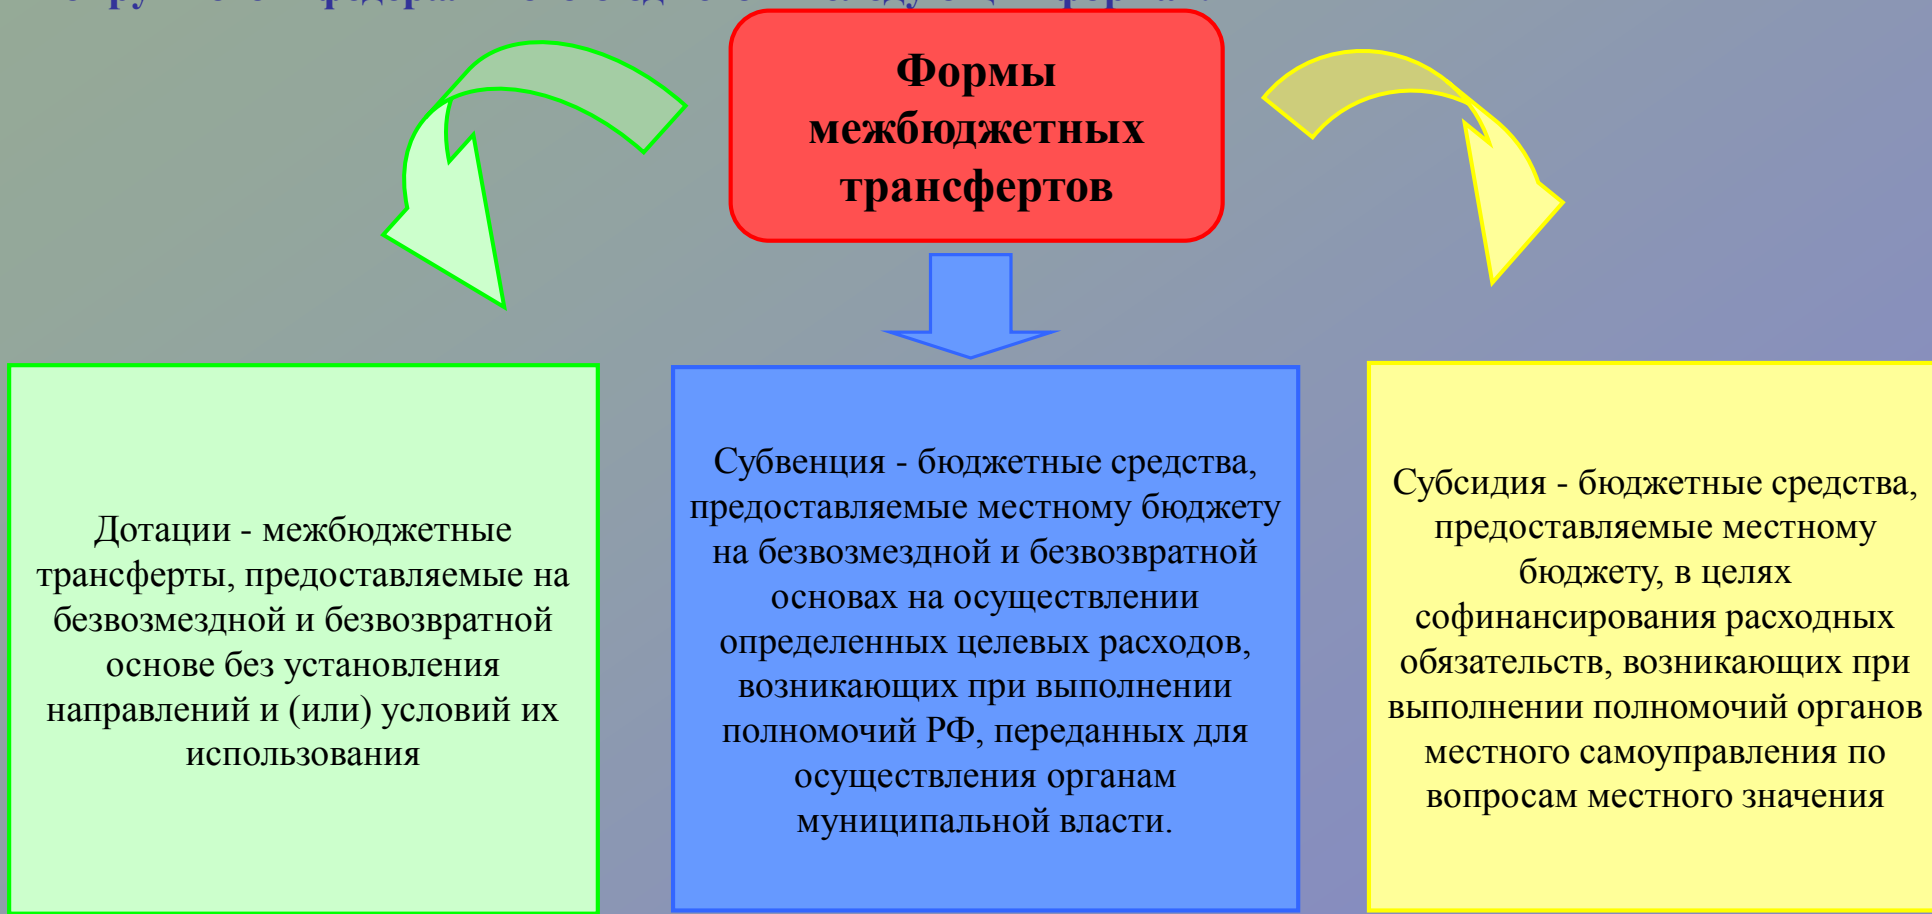 Формы
межбюджетных
трансфертов
Дотации - межбюджетные
трансферты, предоставляемые на
безвозмездной и безвозвратной
основе без установления
направлений и (или) условий их
использования
Субвенция - бюджетные средства,
предоставляемые местному бюджету
на безвозмездной и безвозвратной
основах на осуществлении
определенных целевых расходов,
возникающих при выполнении
полномочий РФ, переданных для
осуществления органам
муниципальной власти.
Субсидия - бюджетные средства,
предоставляемые местному
бюджету, в целях
софинансирования расходных
обязательств, возникающих при
выполнении полномочий органов
местного самоуправления по
вопросам местного значения